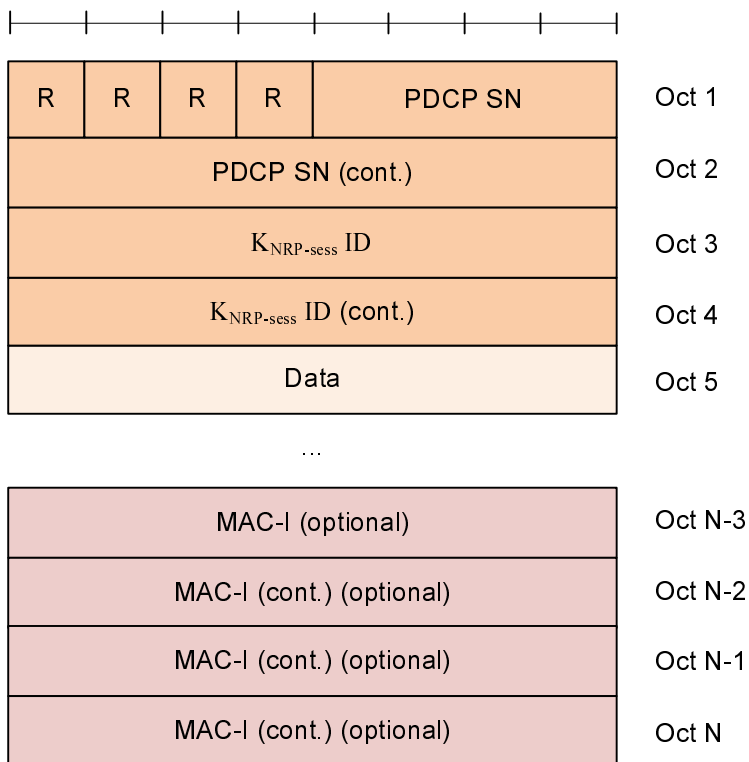 R R R R PDCP SN Oct 1
PDCP SN (cont.) Oct 2
K_NRP-sess ID Oct 3
K_NRP-sess ID (cont.) Oct 4
Data Oct 5
...
MAC-I (optional) Oct N-3
MAC-I (cont.) (optional) Oct N-2
MAC-I (cont.) (optional) Oct N-1
MAC-I (cont.) (optional) Oct N